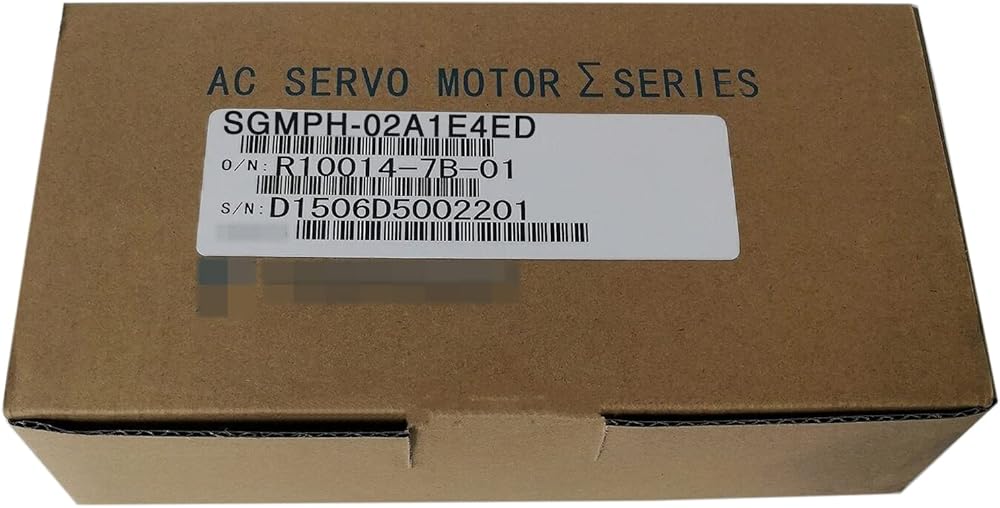 AC SERVO MOTOR Σ SERIES
SGMPH-02A1E4ED
O/N: R10014-7B-01
S/N: D1506D5002201